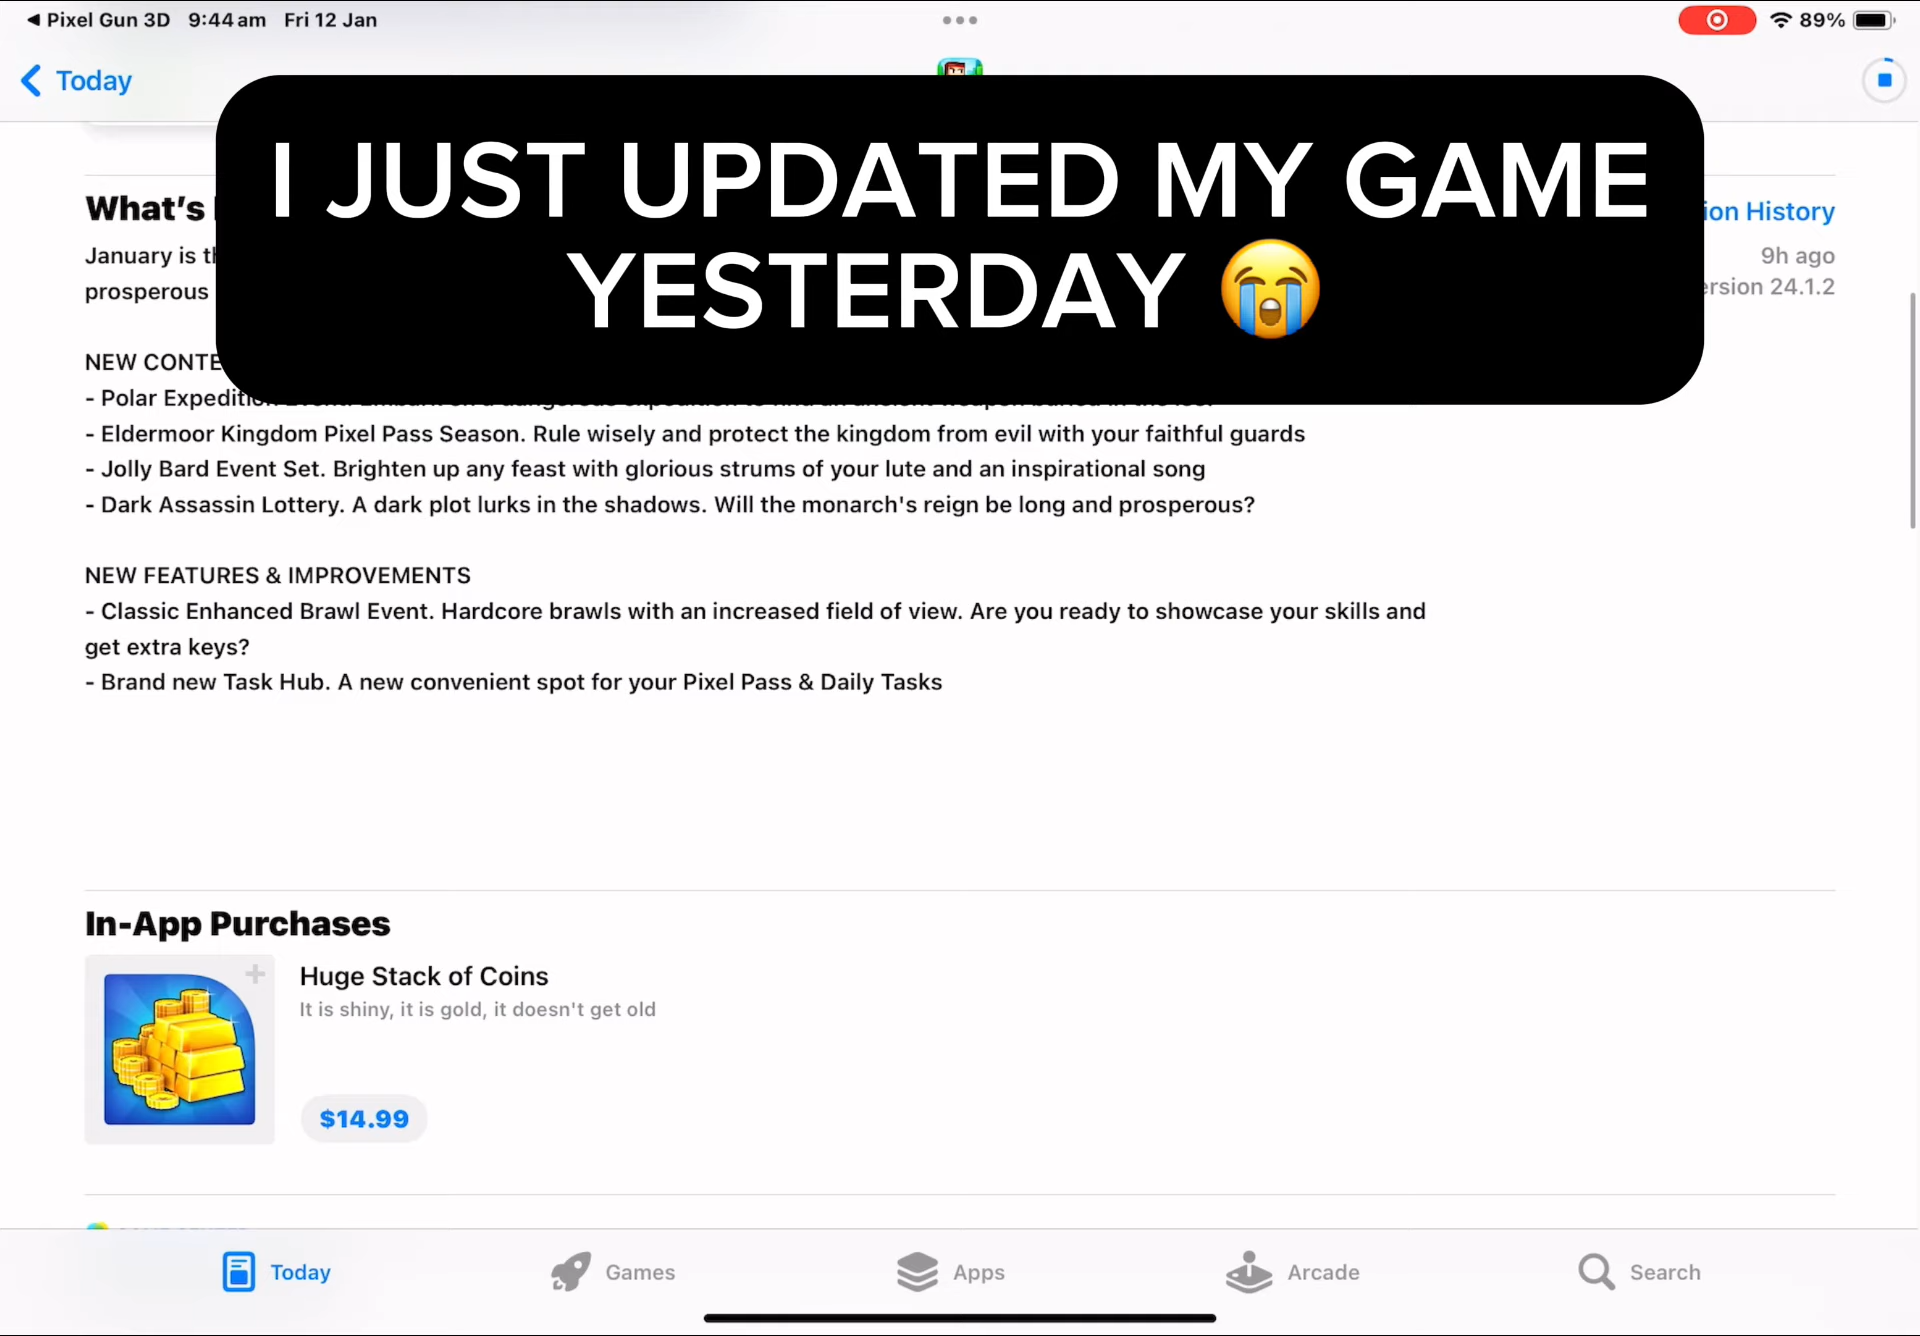 Pixel Gun 3D 9:44 am Fri 12 Jan
89%
Today
I JUST UPDATED MY GAME
YESTERDAY 😭
What's
ion History
January is
9h ago
prosperous
ersion 24.1.2
NEW CONTE
- Polar Expedition
- Eldermoor Kingdom Pixel Pass Season. Rule wisely and protect the kingdom from evil with your faithful guards
- Jolly Bard Event Set. Brighten up any feast with glorious strums of your lute and an inspirational song
- Dark Assassin Lottery. A dark plot lurks in the shadows. Will the monarch's reign be long and prosperous?
NEW FEATURES & IMPROVEMENTS
- Classic Enhanced Brawl Event. Hardcore brawls with an increased field of view. Are you ready to showcase your skills and
get extra keys?
- Brand new Task Hub. A new convenient spot for your Pixel Pass & Daily Tasks
In-App Purchases
Huge Stack of Coins
It is shiny, it is gold, it doesn't get old
$14.99
Today
Games
Apps
Arcade
Search